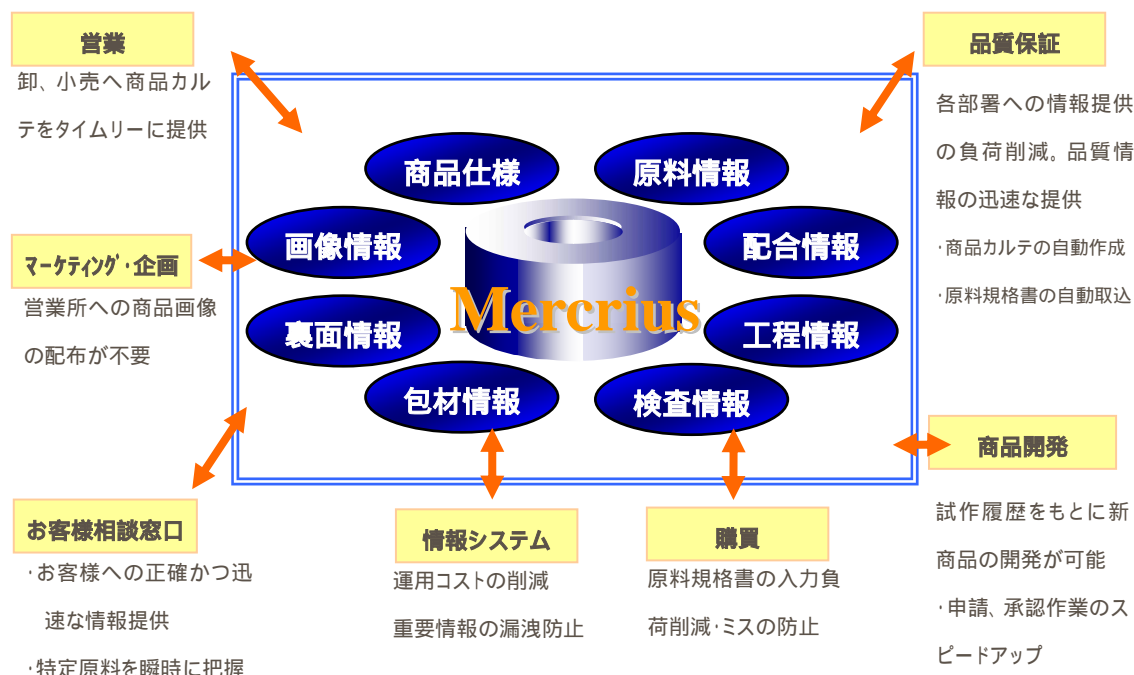 営業
卸、小売へ商品カル
テをタイムリーに提供
品質保証
各部署への情報提供
の負荷削減。品質情
報の迅速な提供
・商品カルテの自動作成
・原料規格書の自動取込
商品仕様
原料情報
画像情報
配合情報
Mercrius
裏面情報
工程情報
包材情報
検査情報
マーケティング・企画
営業所への商品画像
の配布が不要
商品開発
試作履歴をもとに新
商品の開発が可能
・申請、承認作業のス
ピードアップ
お客様相談窓口
・お客様への正確かつ迅
速な情報提供
・特定原料を瞬時に把握
情報システム
運用コストの削減
重要情報の漏洩防止
購買
原料規格書の入力負
荷削減・ミスの防止